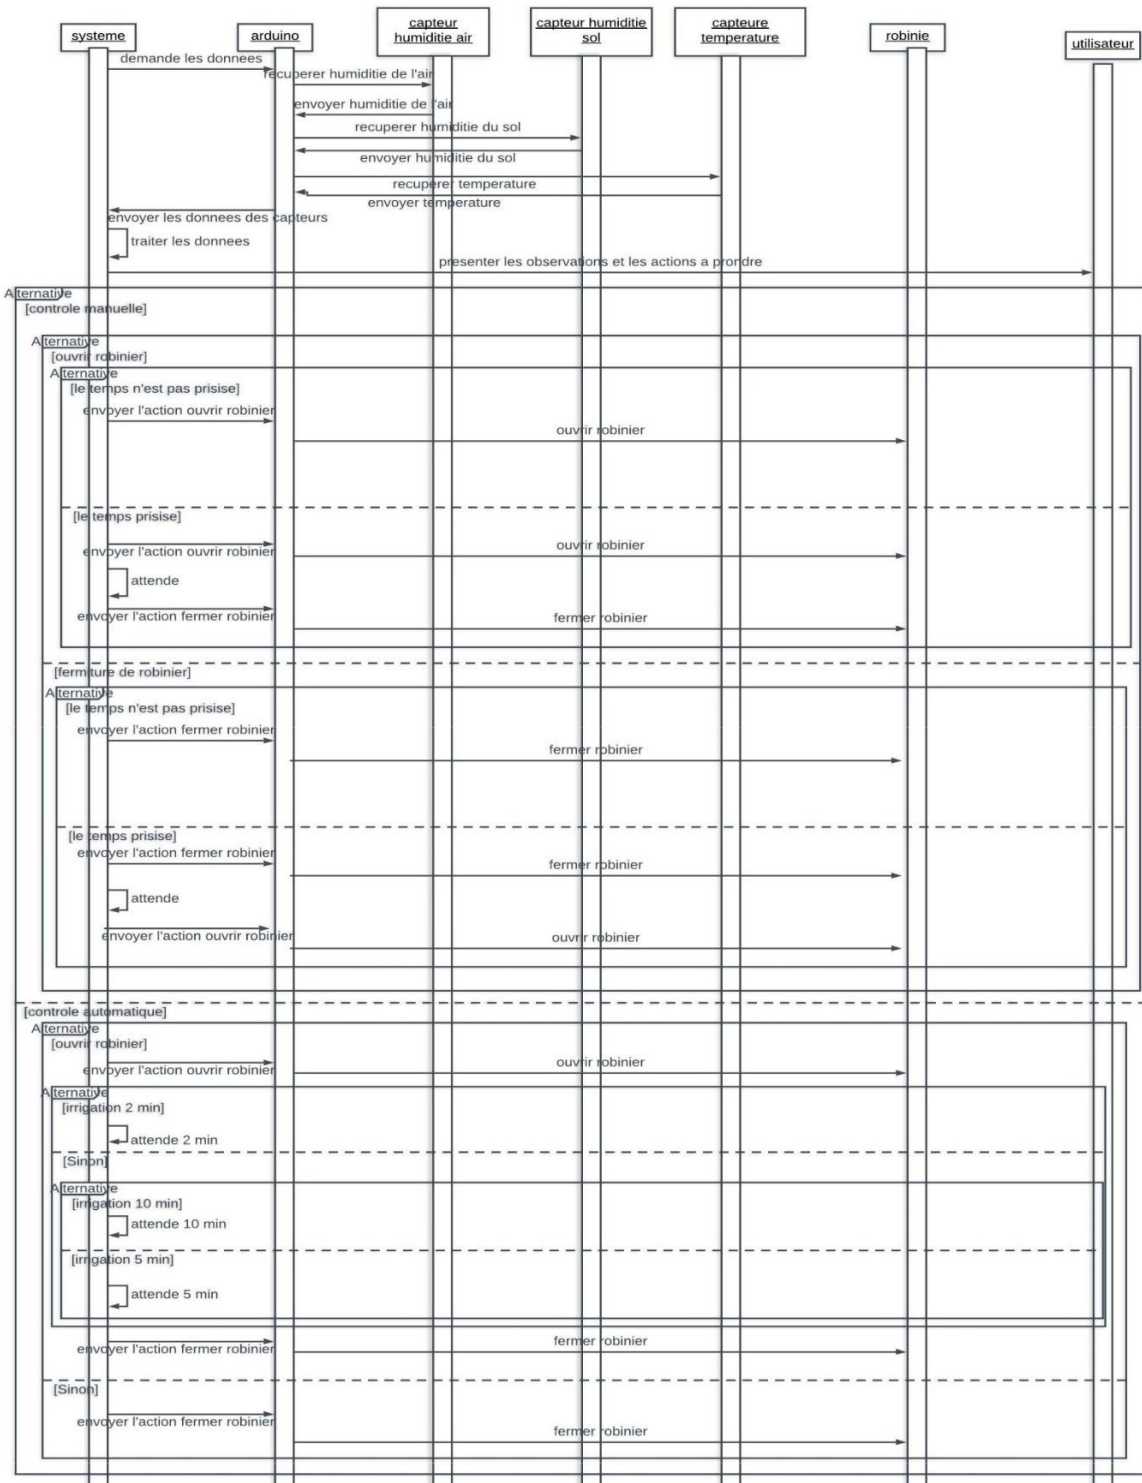 systeme
arduino
capteur
humiditie air
capteur humiditie
sol
capteure
temperature
robinie
utilisateur
demande les donnees
recuperer humiditie de l'air
envoyer humiditie de l'air
recuperer humiditie du sol
envoyer humiditie du sol
recuperer temperature
envoyer temperature
envoyer les donnees des capteurs
traiter les donnees
presenter les observations et les actions a prondre
Alternative
[controle manuelle]
Alternative
[ouvrir robinier]
Alternative
[le temps n'est pas prisise]
envoyer l'action ouvrir robinier
ouvrir robinier
[le temps prisise]
envoyer l'action ouvrir robinier
ouvrir robinier
attende
envoyer l'action fermer robinier
fermer robinier
[fermiture de robinier]
Alternative
[le temps n'est pas prisise]
envoyer l'action fermer robinier
fermer robinier
[le temps prisise]
envoyer l'action fermer robinier
fermer robinier
attende
envoyer l'action ouvrir robinier
ouvrir robinier
[controle automatique]
Alternative
[ouvrir robinier]
envoyer l'action ouvrir robinier
ouvrir robinier
Alternative
[irrigation 2 min]
attende 2 min
[Sinon]
Alternative
[irrigation 10 min]
attende 10 min
[irrigation 5 min]
attende 5 min
envoyer l'action fermer robinier
fermer robinier
[Sinon]
envoyer l'action fermer robinier
fermer robinier